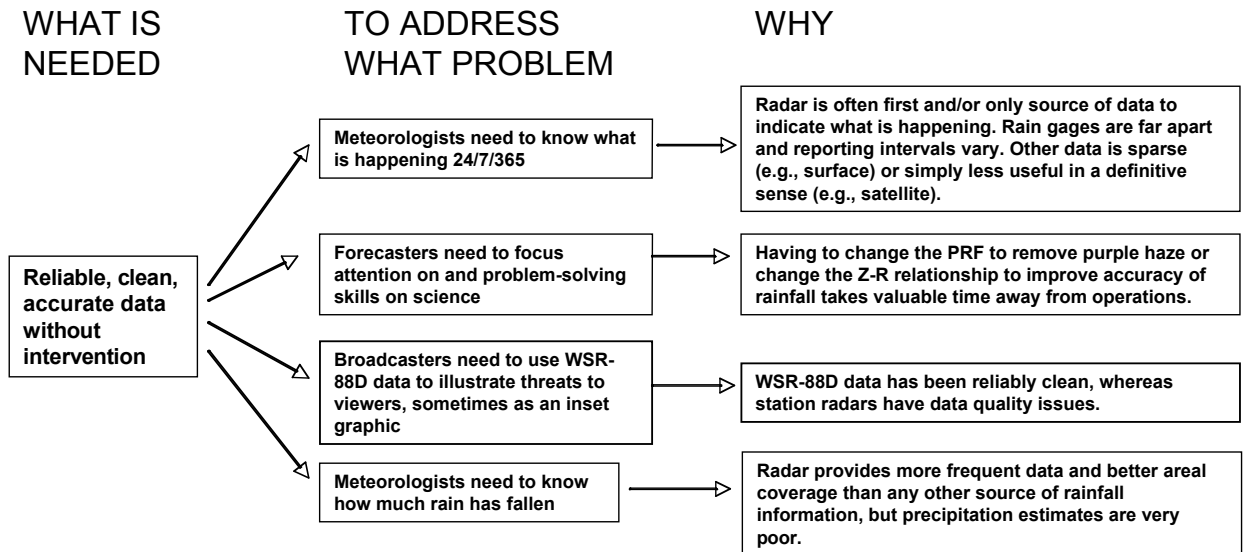 WHAT IS
NEEDED
TO ADDRESS
WHAT PROBLEM
WHY
Reliable, clean,
accurate data
without
intervention
Meteorologists need to know what
is happening 24/7/365
Radar is often first and/or only source of data to
indicate what is happening. Rain gages are far apart
and reporting intervals vary. Other data is sparse
(e.g., surface) or simply less useful in a definitive
sense (e.g., satellite).
Forecasters need to focus
attention on and problem-solving
skills on science
Having to change the PRF to remove purple haze or
change the Z-R relationship to improve accuracy of
rainfall takes valuable time away from operations.
Broadcasters need to use WSR-
88D data to illustrate threats to
viewers, sometimes as an inset
graphic
WSR-88D data has been reliably clean, whereas
station radars have data quality issues.
Meteorologists need to know
how much rain has fallen
Radar provides more frequent data and better areal
coverage than any other source of rainfall
information, but precipitation estimates are very
poor.